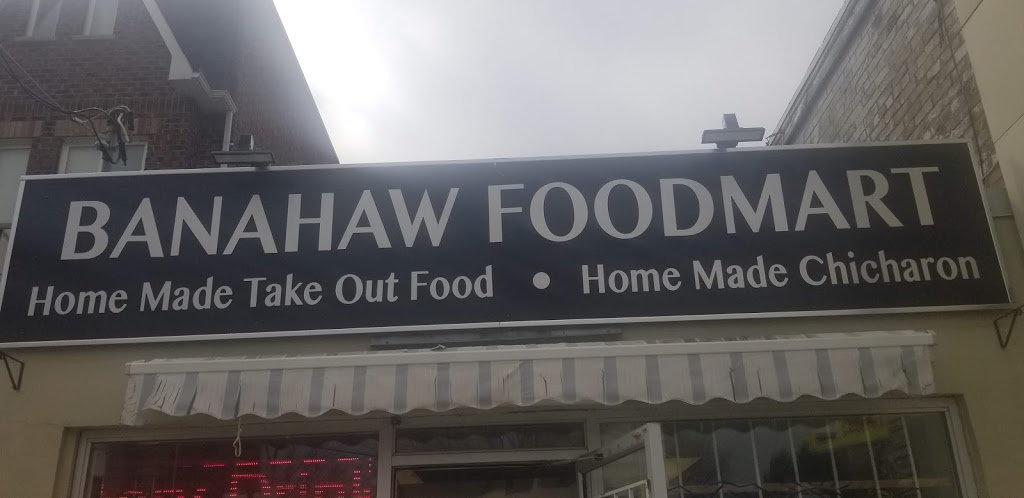 BANAHAW FOODMART
Home Made Take Out Food • Home Made Chicharon